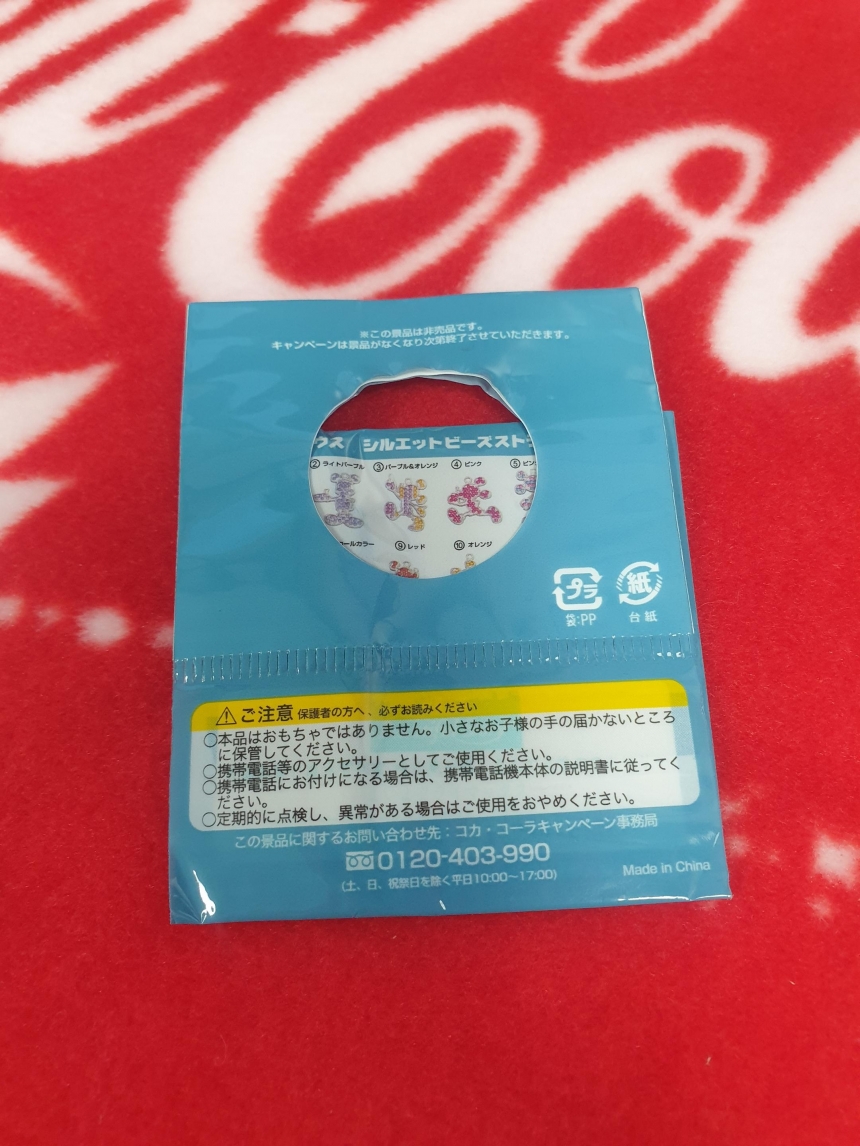 Co
※この景品は非売品です。
キャンペーンは景品がなくなり次第終了させていただきます。
ウス シルエットビーズスト
② ライトパープル ③ パープル&オレンジ ④ ピンク ⑤ ピン
ールカラー ⑨ レッド ⑩ オレンジ
プラ 紙
袋:PP 台紙
ご注意 保護者の方へ、必ずお読みください
○本品はおもちゃではありません。小さなお子様の手の届かないところ
に保管してください。
○携帯電話等のアクセサリーとしてご使用ください。
○携帯電話にお付けになる場合は、携帯電話機本体の説明書に従ってく
ださい。
○定期的に点検し、異常がある場合はご使用をおやめください。
この景品に関するお問い合わせ先:コカ・コーラキャンペーン事務局
0120-403-990
(土、日、祝祭日を除く平日10:00〜17:00)
Made in China